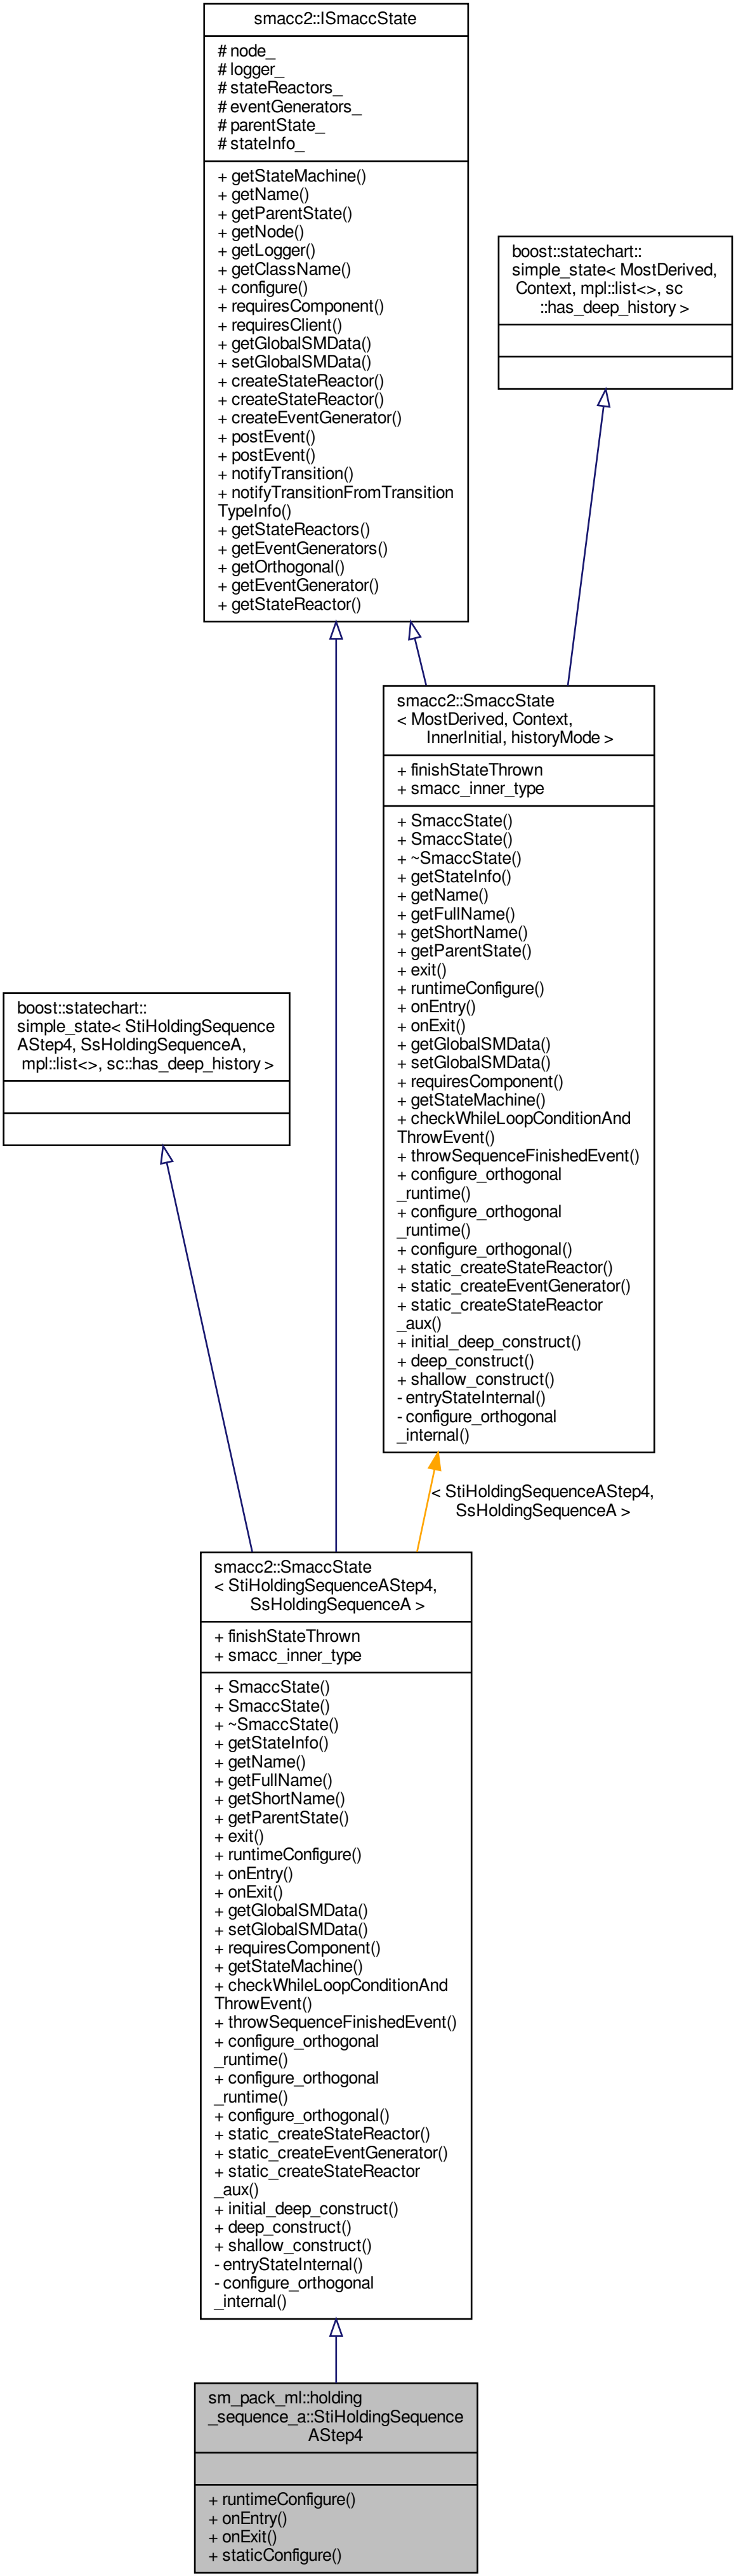 smacc2::ISmaccState
# node_
# logger_
# stateReactors_
# eventGenerators_
# parentState_
# stateInfo_
+ getStateMachine()
+ getName()
+ getParentState()
+ getNode()
+ getLogger()
+ getClassName()
+ configure()
+ requiresComponent()
+ requiresClient()
+ getGlobalSMData()
+ setGlobalSMData()
+ createStateReactor()
+ createStateReactor()
+ createEventGenerator()
+ postEvent()
+ postEvent()
+ notifyTransition()
+ notifyTransitionFromTransition
TypeInfo()
+ getStateReactors()
+ getEventGenerators()
+ getOrthogonal()
+ getEventGenerator()
+ getStateReactor()
boost::statechart::
simple_state< MostDerived,
Context, mpl::list<>, sc
::has_deep_history >
smacc2::SmaccState
< MostDerived, Context,
InnerInitial, historyMode >
+ finishStateThrown
+ smacc_inner_type
+ SmaccState()
+ SmaccState()
+ ~SmaccState()
+ getStateInfo()
+ getName()
+ getFullName()
+ getShortName()
+ getParentState()
+ exit()
+ runtimeConfigure()
+ onEntry()
+ onExit()
+ getGlobalSMData()
+ setGlobalSMData()
+ requiresComponent()
+ getStateMachine()
+ checkWhileLoopConditionAnd
ThrowEvent()
+ throwSequenceFinishedEvent()
+ configure_orthogonal
_runtime()
+ configure_orthogonal
_runtime()
+ configure_orthogonal()
+ static_createStateReactor()
+ static_createEventGenerator()
+ static_createStateReactor
_aux()
+ initial_deep_construct()
+ deep_construct()
+ shallow_construct()
- entryStateInternal()
- configure_orthogonal
_internal()
boost::statechart::
simple_state< StiHoldingSequence
AStep4, SsHoldingSequenceA,
mpl::list<>, sc::has_deep_history >
< StiHoldingSequenceAStep4,
SsHoldingSequenceA >
smacc2::SmaccState
< StiHoldingSequenceAStep4,
SsHoldingSequenceA >
+ finishStateThrown
+ smacc_inner_type
+ SmaccState()
+ SmaccState()
+ ~SmaccState()
+ getStateInfo()
+ getName()
+ getFullName()
+ getShortName()
+ getParentState()
+ exit()
+ runtimeConfigure()
+ onEntry()
+ onExit()
+ getGlobalSMData()
+ setGlobalSMData()
+ requiresComponent()
+ getStateMachine()
+ checkWhileLoopConditionAnd
ThrowEvent()
+ throwSequenceFinishedEvent()
+ configure_orthogonal
_runtime()
+ configure_orthogonal
_runtime()
+ configure_orthogonal()
+ static_createStateReactor()
+ static_createEventGenerator()
+ static_createStateReactor
_aux()
+ initial_deep_construct()
+ deep_construct()
+ shallow_construct()
- entryStateInternal()
- configure_orthogonal
_internal()
sm_pack_ml::holding
_sequence_a::StiHoldingSequence
AStep4
+ runtimeConfigure()
+ onEntry()
+ onExit()
+ staticConfigure()